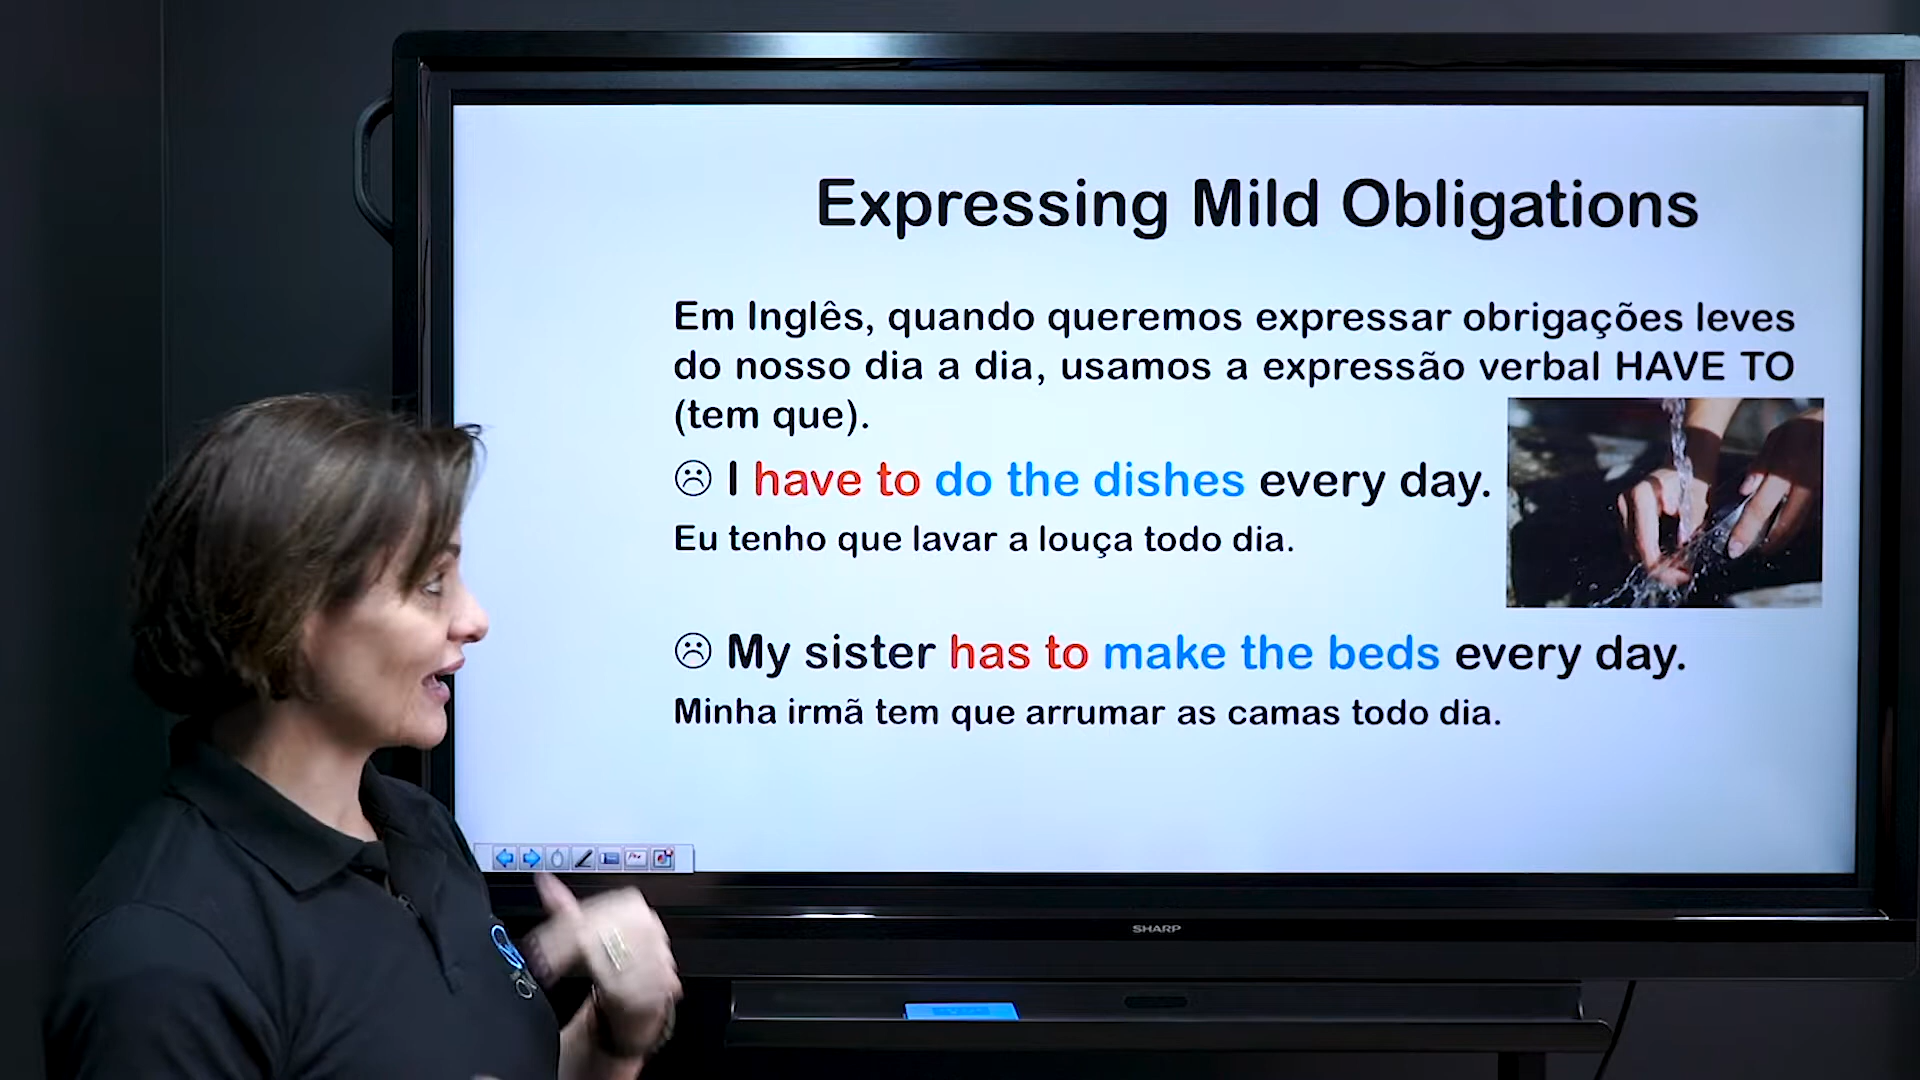 Expressing Mild Obligations
Em Inglês, quando queremos expressar obrigações leves
do nosso dia a dia, usamos a expressão verbal HAVE TO
(tem que).
☹ I have to do the dishes every day.
Eu tenho que lavar a louça todo dia.
☹ My sister has to make the beds every day.
Minha irmã tem que arrumar as camas todo dia.
SHARP